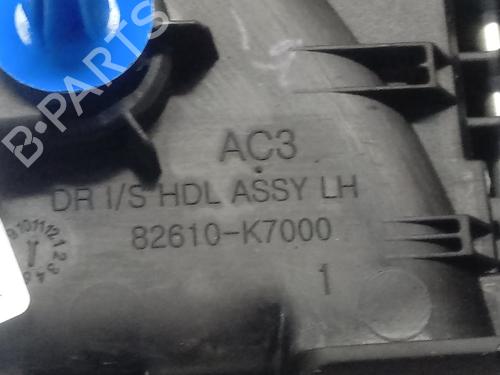 B-PARTS
AC3
DR I/S HDL ASSY LH
82610-K7000
1